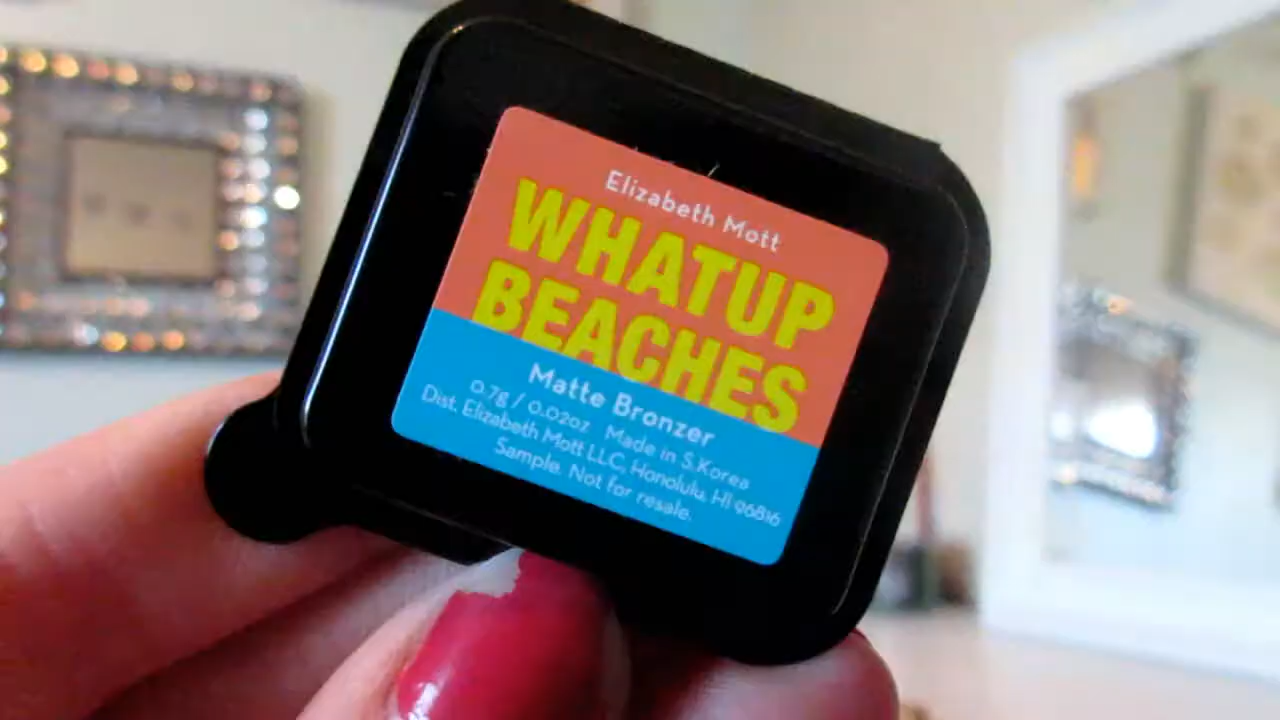 Elizabeth Mott
WHATUP
BEACHES
Matte Bronzer
0.7g / 0.02oz Made in S.Korea
Dist. Elizabeth Mott LLC, Honolulu, HI 96816
Sample. Not for resale.